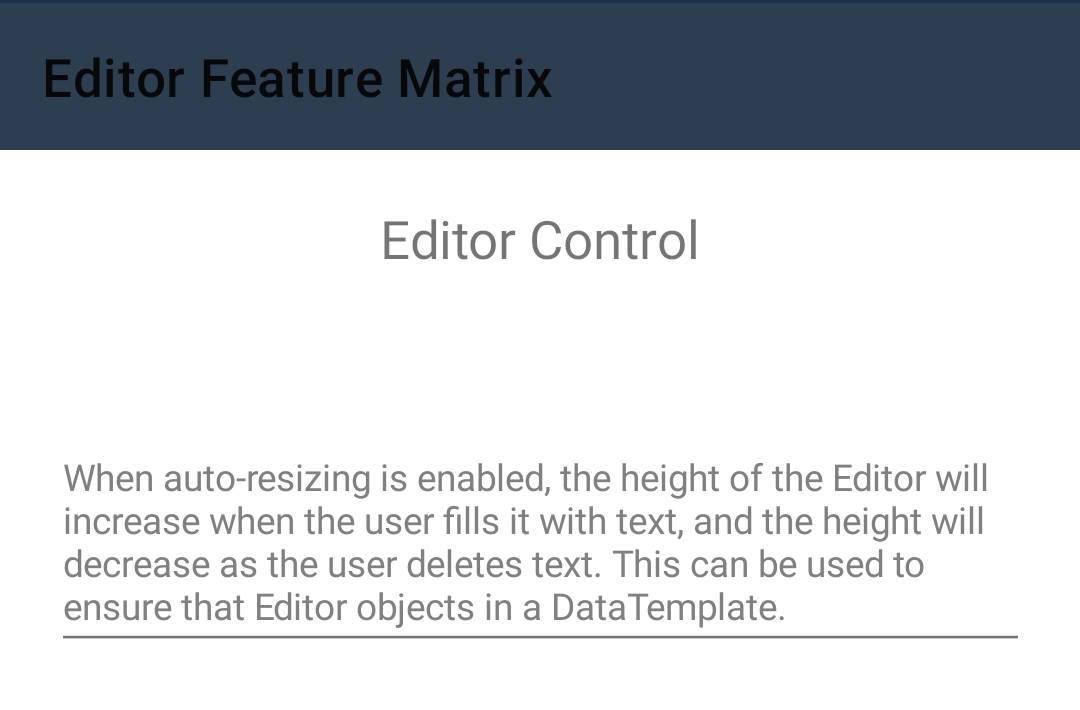 Editor Feature Matrix
Editor Control
When auto-resizing is enabled, the height of the Editor will
increase when the user fills it with text, and the height will
decrease as the user deletes text. This can be used to
ensure that Editor objects in a DataTemplate.